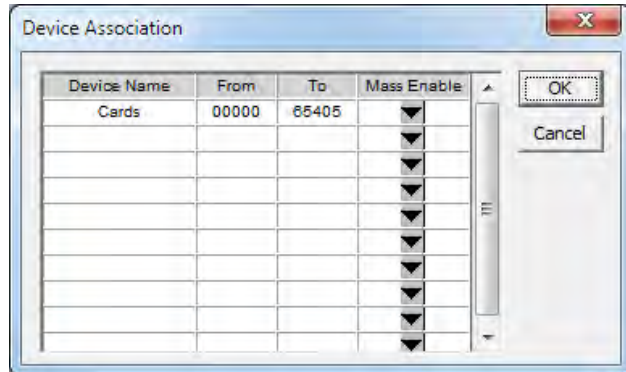 Device Association
Device Name From To Mass Enable
Cards 00000 65405
OK
Cancel